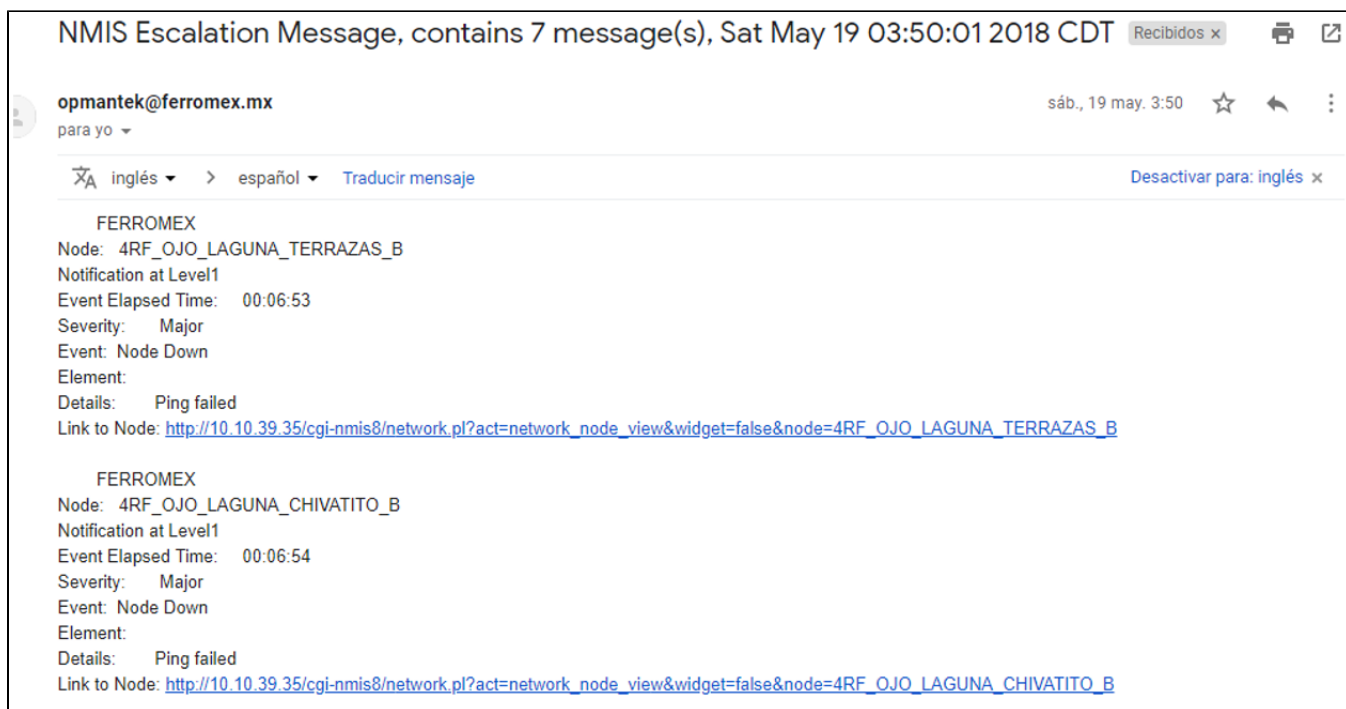 NMIS Escalation Message, contains 7 message(s), Sat May 19 03:50:01 2018 CDT Recibidos x
opmantek@ferromex.mx sáb., 19 may. 3:50
para yo
inglés > español Traducir mensaje Desactivar para: inglés x
FERROMEX
Node: 4RF_OJO_LAGUNA_TERRAZAS_B
Notification at Level1
Event Elapsed Time: 00:06:53
Severity: Major
Event: Node Down
Element:
Details: Ping failed
Link to Node: http://10.10.39.35/cgi-nmis8/network.pl?act=network_node_view&widget=false&node=4RF_OJO_LAGUNA_TERRAZAS_B
FERROMEX
Node: 4RF_OJO_LAGUNA_CHIVATITO_B
Notification at Level1
Event Elapsed Time: 00:06:54
Severity: Major
Event: Node Down
Element:
Details: Ping failed
Link to Node: http://10.10.39.35/cgi-nmis8/network.pl?act=network_node_view&widget=false&node=4RF_OJO_LAGUNA_CHIVATITO_B